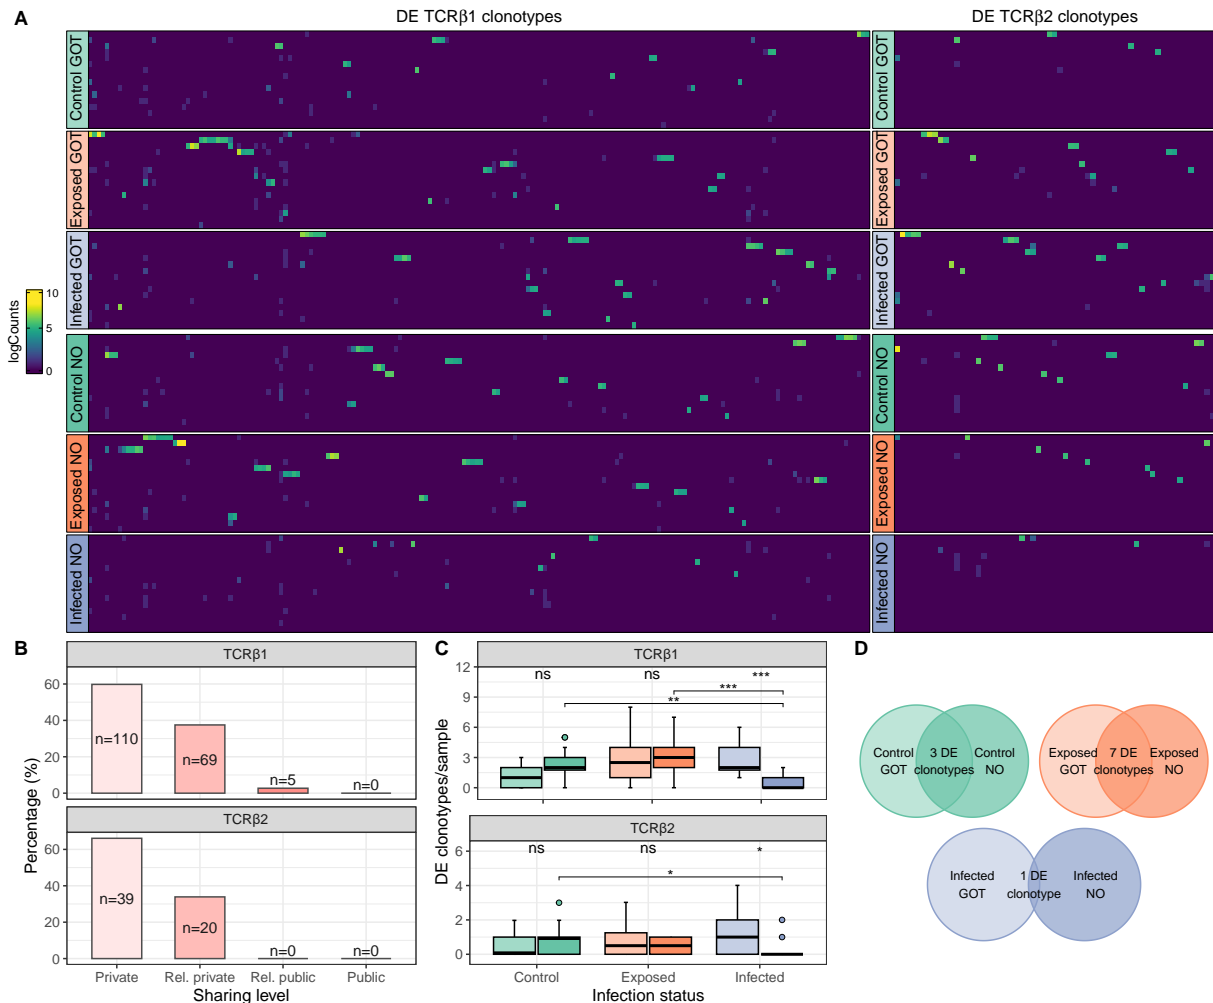 A
DE TCRβ1 clonotypes
DE TCRβ2 clonotypes
Control GOT
Control GOT
Exposed GOT
Exposed GOT
Infected GOT
Infected GOT
logCounts
10
5
0
Control NO
Control NO
Exposed NO
Exposed NO
Infected NO
Infected NO
B
TCRβ1
Percentage (%)
60
40
20
0
n=110
n=69
n=5
n=0
TCRβ2
60
40
20
0
n=39
n=20
n=0
n=0
Private
Rel. private
Rel. public
Public
Sharing level
C
TCRβ1
DE clonotypes/sample
12
9
6
3
0
ns
ns
***
***
**
TCRβ2
6
4
2
0
ns
ns
*
*
Control
Exposed
Infected
Infection status
D
Control
GOT
3 DE
clonotypes
Control
NO
Exposed
GOT
7 DE
clonotypes
Exposed
NO
Infected
GOT
1 DE
clonotype
Infected
NO